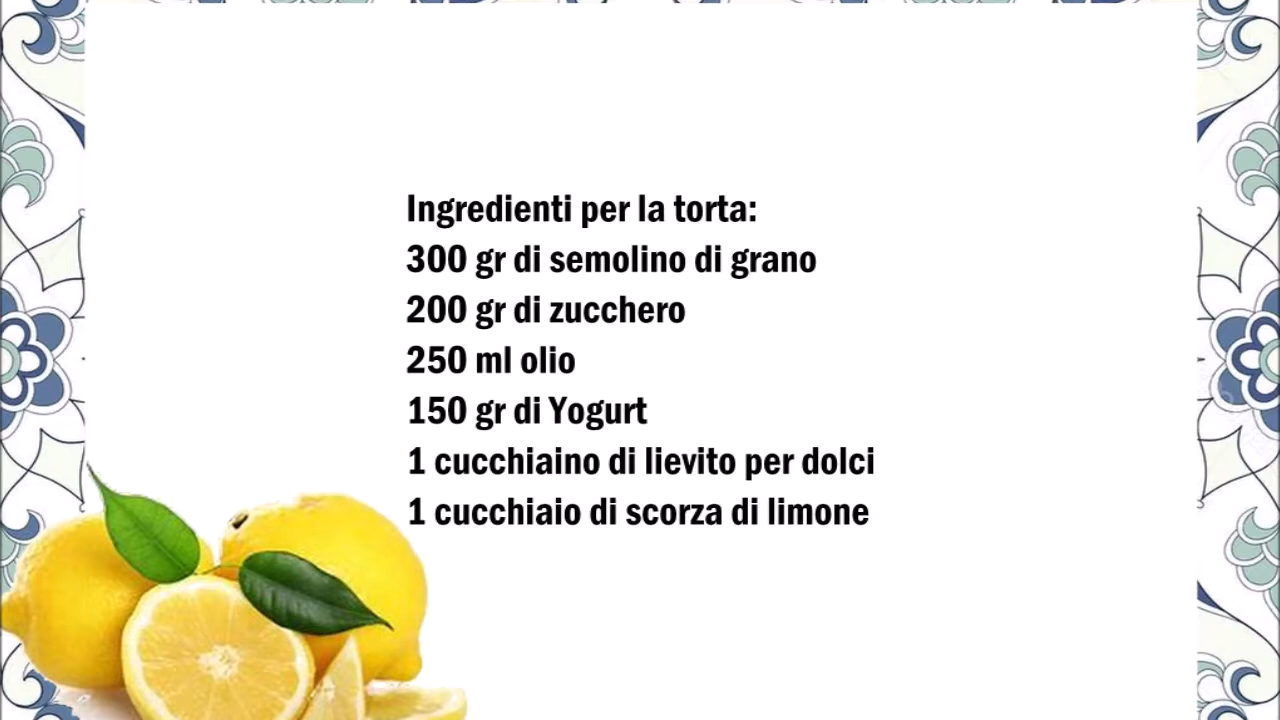 Ingredienti per la torta:
300 gr di semolino di grano
200 gr di zucchero
250 ml olio
150 gr di Yogurt
1 cucchiaino di lievito per dolci
1 cucchiaio di scorza di limone